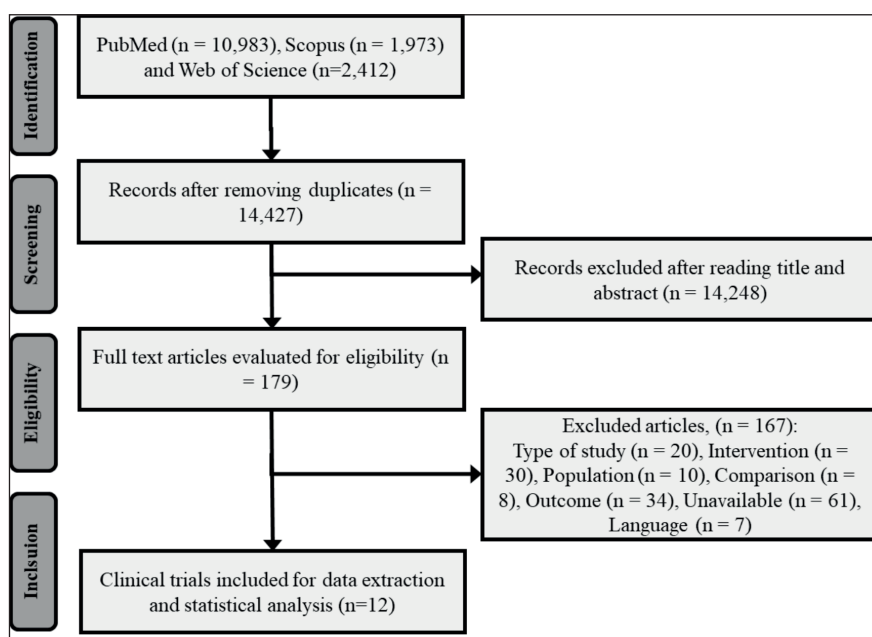 Identification
PubMed (n = 10,983), Scopus (n = 1,973)
and Web of Science (n=2,412)
Screening
Records after removing duplicates (n =
14,427)
Records excluded after reading title and
abstract (n = 14,248)
Eligibility
Full text articles evaluated for eligibility (n
= 179)
Excluded articles, (n = 167):
Type of study (n = 20), Intervention (n =
30), Population (n = 10), Comparison (n =
8), Outcome (n = 34), Unavailable (n = 61),
Language (n = 7)
Inclsuion
Clinical trials included for data extraction
and statistical analysis (n=12)